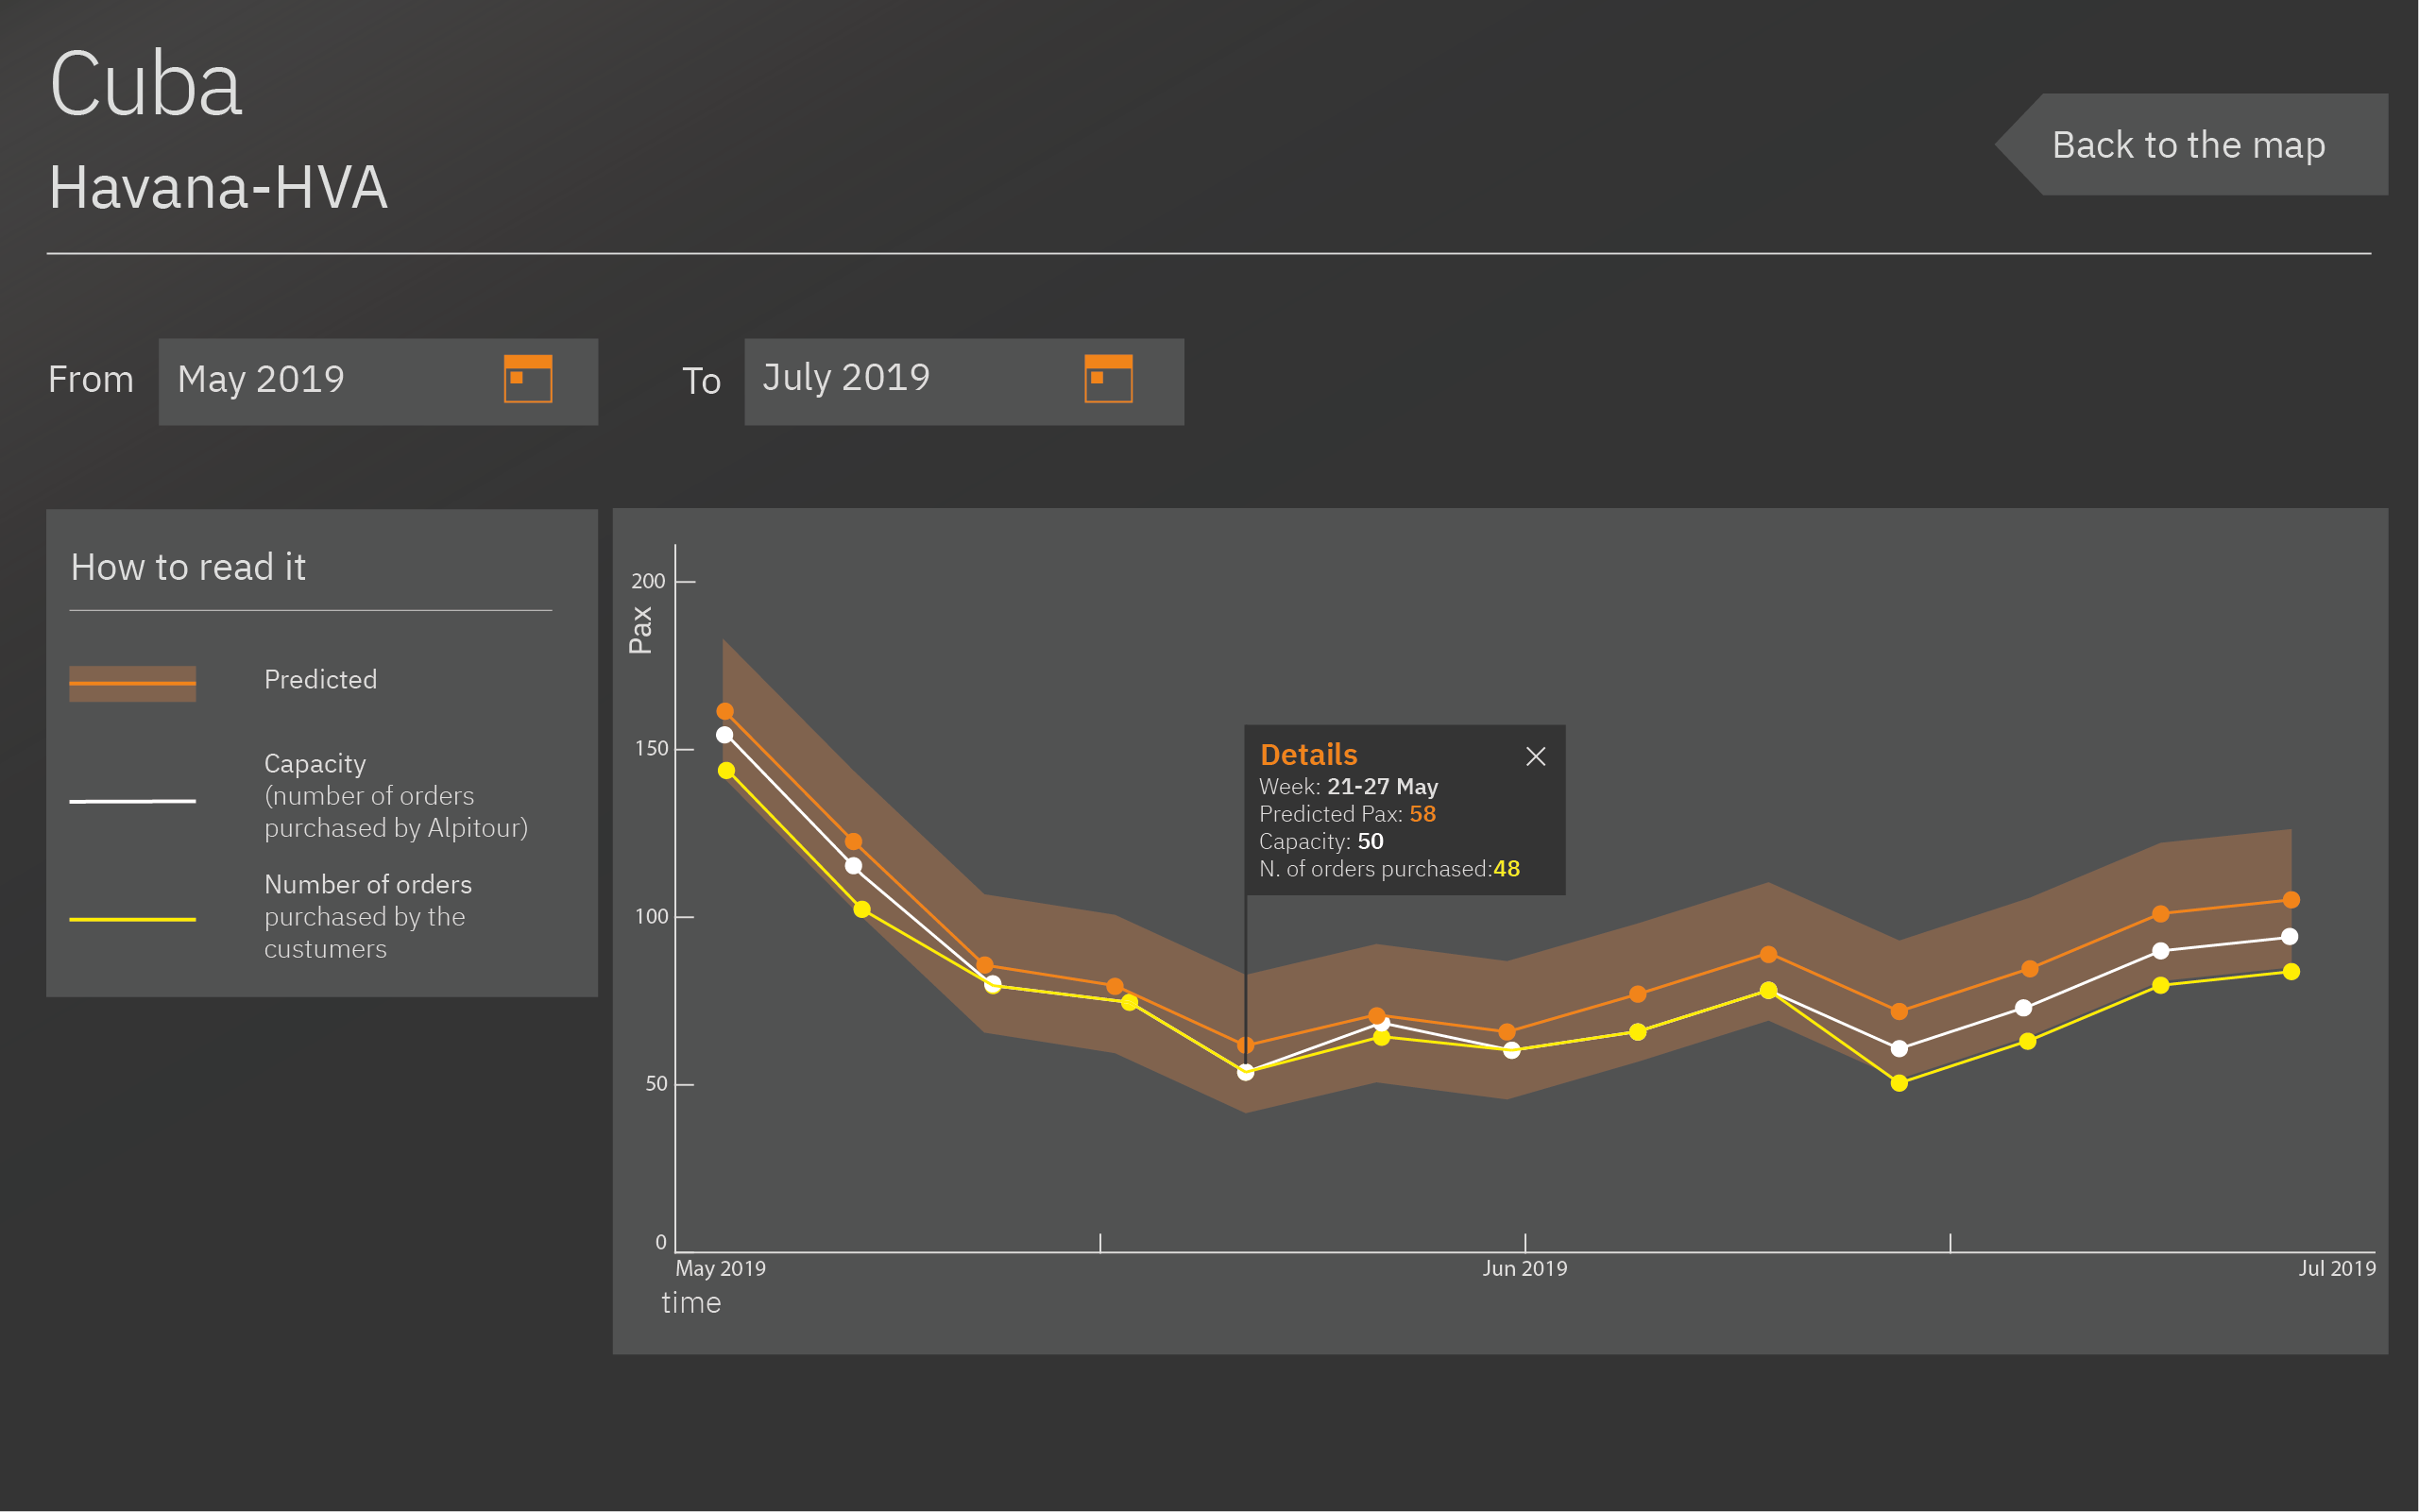 Cuba
Havana-HVA
Back to the map
From
May 2019
To
July 2019
How to read it
Predicted
Capacity
(number of orders
purchased by Alpitour)
Number of orders
purchased by the
custumers
200
Pax
150
100
50
0
Details
Week: 21-27 May
Predicted Pax: 58
Capacity: 50
N. of orders purchased:48
May 2019
Jun 2019
Jul 2019
time